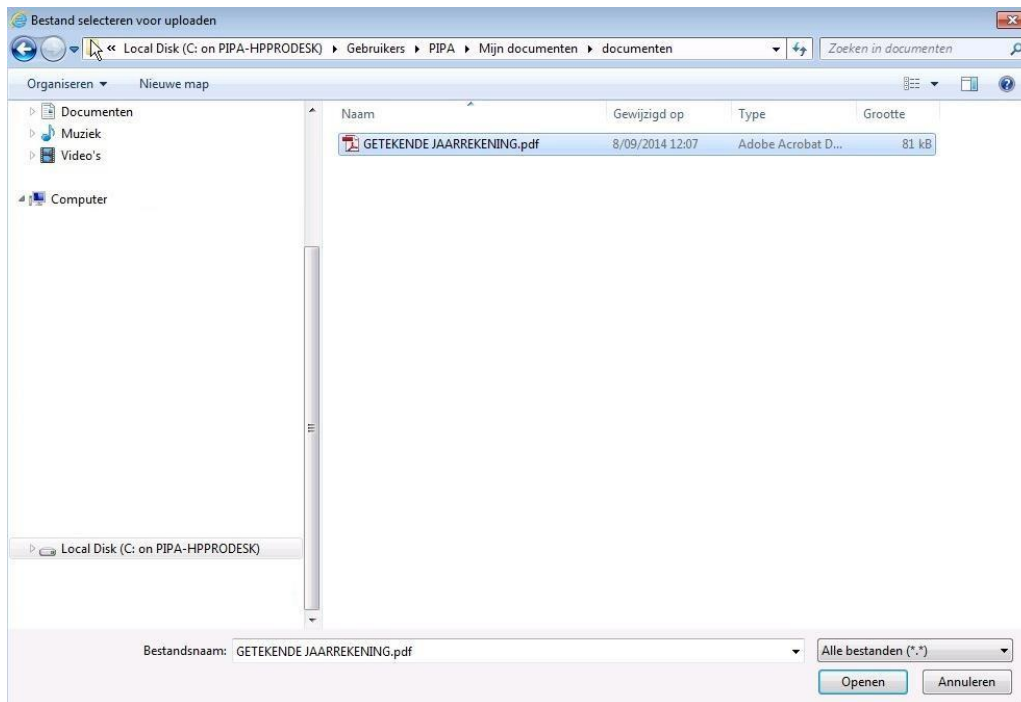 Bestand selecteren voor uploaden
« Local Disk (C: on PIPA-HPPRODESK) Gebruikers PIPA Mijn documenten documenten Zoeken in documenten
Organiseren Nieuwe map
Documenten
Muziek
Video's
Computer
Local Disk (C: on PIPA-HPPRODESK)
Naam Gewijzigd op Type Grootte
GETEKENDE JAARREKENING.pdf 8/09/2014 12:07 Adobe Acrobat D... 81 kB
Bestandsnaam: GETEKENDE JAARREKENING.pdf Alle bestanden (*.*)
Openen Annuleren